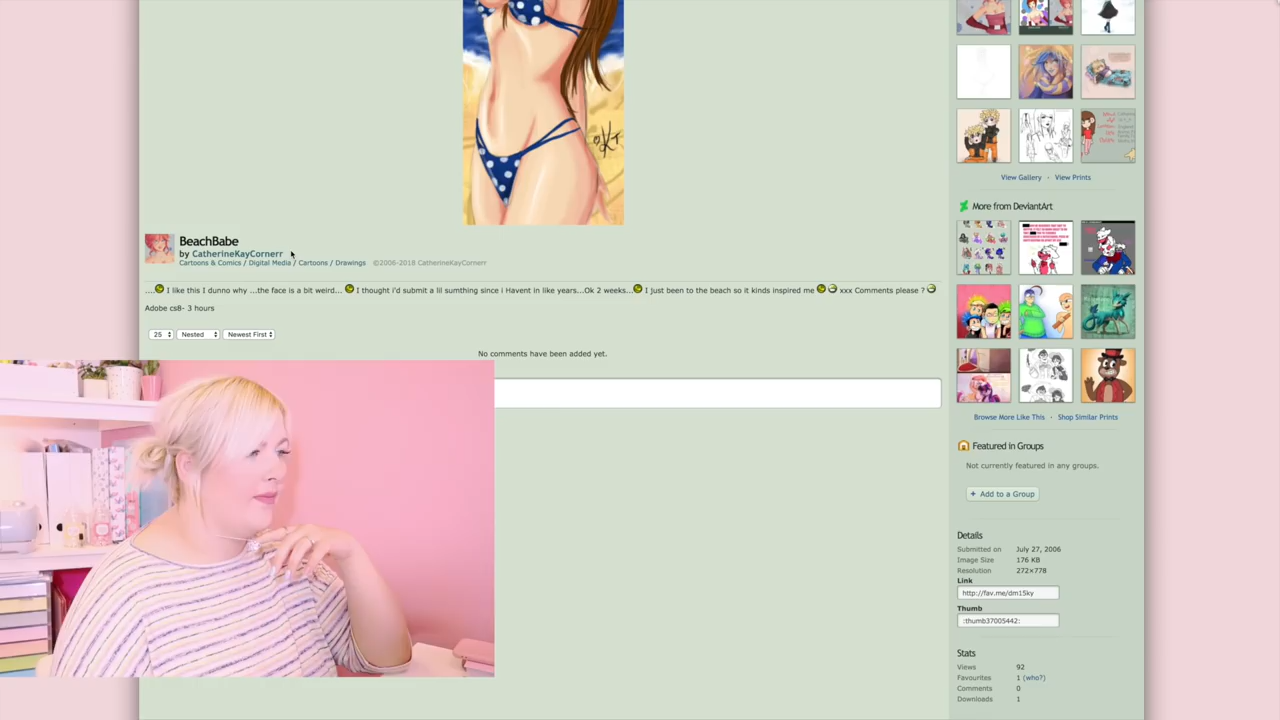 OKT
View Gallery · View Prints
More from DeviantArt
BeachBabe
by CatherineKayCornerr
Cartoons & Comics / Digital Media / Cartoons / Drawings ©2006-2018 CatherineKayCornerr
.... I like this I dunno why ...the face is a bit weird... I thought i'd submit a lil sumthing since i Havent in like years...Ok 2 weeks... I just been to the beach so it kinds inspired me xxx Comments please ?
Adobe cs8- 3 hours
25 Nested Newest First
No comments have been added yet.
Browse More Like This · Shop Similar Prints
Featured in Groups
Not currently featured in any groups.
+ Add to a Group
Details
Submitted on July 27, 2006
Image Size 176 KB
Resolution 272×778
Link
http://fav.me/dm15ky
Thumb
:thumb37005442:
Stats
Views 92
Favourites 1 (who?)
Comments 0
Downloads 1